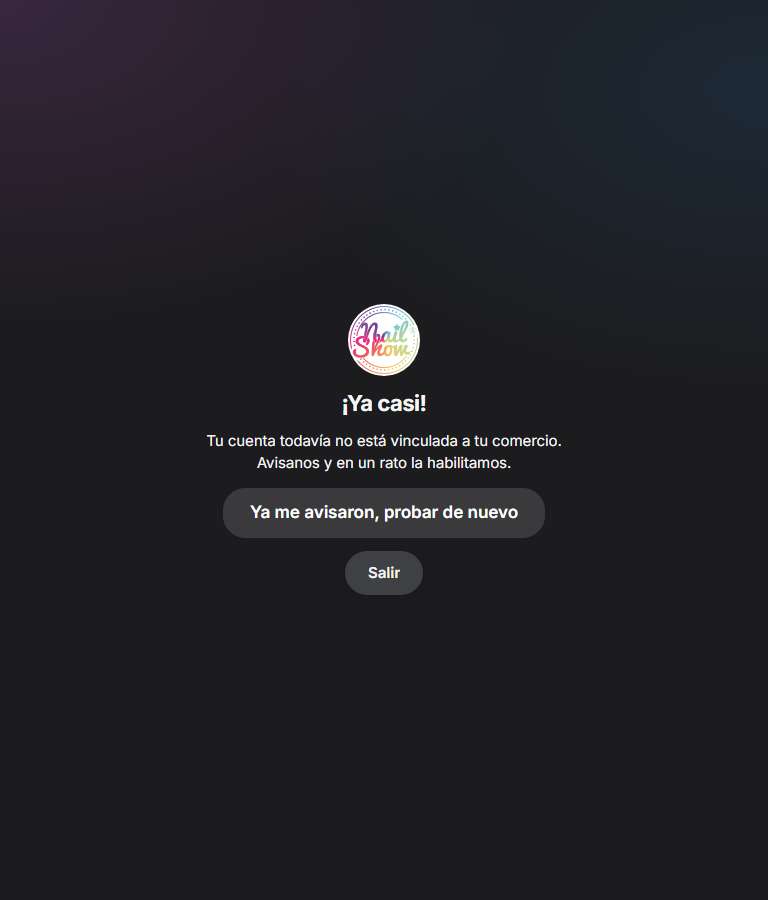 Nail
Show
¡Ya casi!
Tu cuenta todavía no está vinculada a tu comercio.
Avisanos y en un rato la habilitamos.
Ya me avisaron, probar de nuevo
Salir